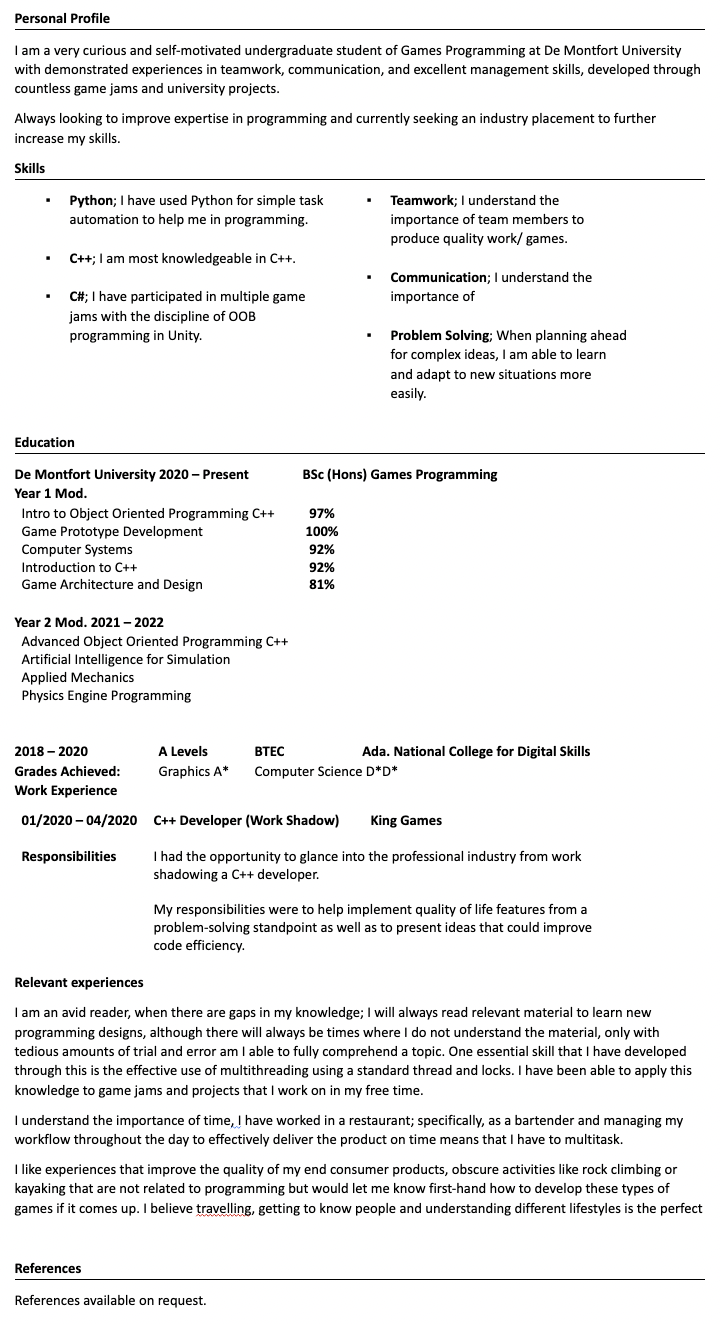 Personal Profile
I am a very curious and self-motivated undergraduate student of Games Programming at De Montfort University
with demonstrated experiences in teamwork, communication, and excellent management skills, developed through
countless game jams and university projects.
Always looking to improve expertise in programming and currently seeking an industry placement to further
increase my skills.
Skills
▪ Python; I have used Python for simple task
automation to help me in programming.
▪ C++; I am most knowledgeable in C++.
▪ C#; I have participated in multiple game
jams with the discipline of OOB
programming in Unity.
▪ Teamwork; I understand the
importance of team members to
produce quality work/ games.
▪ Communication; I understand the
importance of
▪ Problem Solving; When planning ahead
for complex ideas, I am able to learn
and adapt to new situations more
easily.
Education
De Montfort University 2020 – Present BSc (Hons) Games Programming
Year 1 Mod.
Intro to Object Oriented Programming C++ 97%
Game Prototype Development 100%
Computer Systems 92%
Introduction to C++ 92%
Game Architecture and Design 81%
Year 2 Mod. 2021 – 2022
Advanced Object Oriented Programming C++
Artificial Intelligence for Simulation
Applied Mechanics
Physics Engine Programming
2018 – 2020 A Levels BTEC Ada. National College for Digital Skills
Grades Achieved: Graphics A* Computer Science D*D*
Work Experience
01/2020 – 04/2020 C++ Developer (Work Shadow) King Games
Responsibilities I had the opportunity to glance into the professional industry from work
shadowing a C++ developer.
My responsibilities were to help implement quality of life features from a
problem-solving standpoint as well as to present ideas that could improve
code efficiency.
Relevant experiences
I am an avid reader, when there are gaps in my knowledge; I will always read relevant material to learn new
programming designs, although there will always be times where I do not understand the material, only with
tedious amounts of trial and error am I able to fully comprehend a topic. One essential skill that I have developed
through this is the effective use of multithreading using a standard thread and locks. I have been able to apply this
knowledge to game jams and projects that I work on in my free time.
I understand the importance of time, I have worked in a restaurant; specifically, as a bartender and managing my
workflow throughout the day to effectively deliver the product on time means that I have to multitask.
I like experiences that improve the quality of my end consumer products, obscure activities like rock climbing or
kayaking that are not related to programming but would let me know first-hand how to develop these types of
games if it comes up. I believe travelling, getting to know people and understanding different lifestyles is the perfect
References
References available on request.